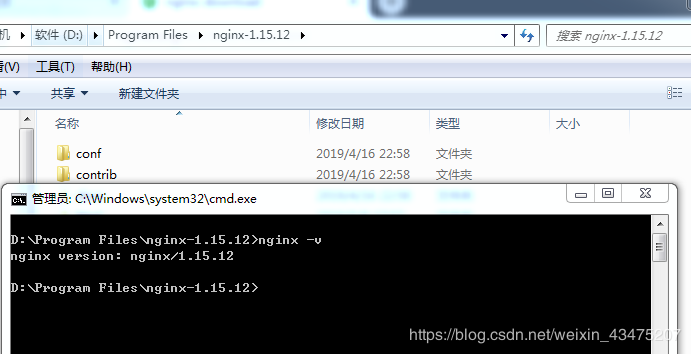 机 ▸ 软件 (D:) ▸ Program Files ▸ nginx-1.15.12 ▸
搜索 nginx-1.15.12
看(V) 工具(T) 帮助(H)
中 ▾ 共享 ▾ 新建文件夹
名称 修改日期 类型 大小
conf 2019/4/16 22:58 文件夹
contrib 2019/4/16 22:58 文件夹
管理员: C:\Windows\system32\cmd.exe
D:\Program Files\nginx-1.15.12>nginx -v
nginx version: nginx/1.15.12
D:\Program Files\nginx-1.15.12>
https://blog.csdn.net/weixin_43475207